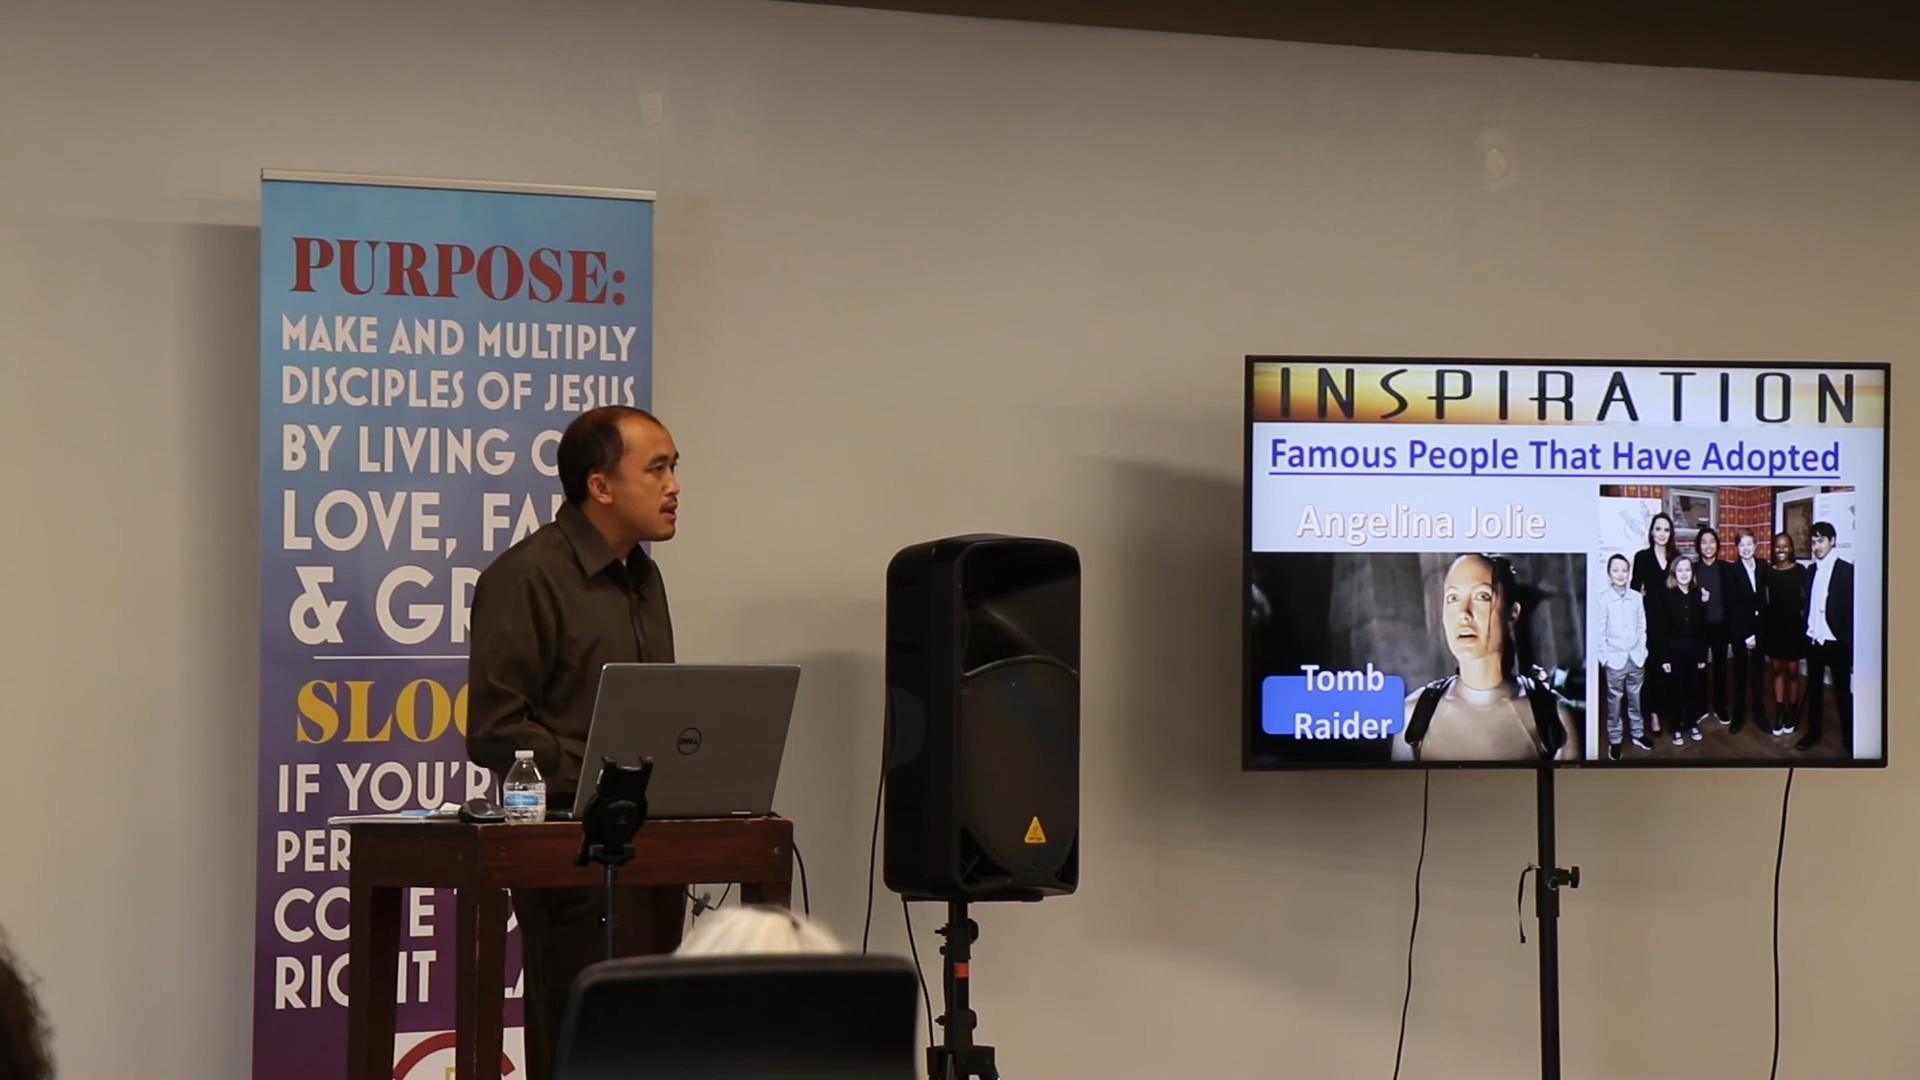 PURPOSE:
MAKE AND MULTIPLY
DISCIPLES OF JESUS
BY LIVING
LOVE,
&
IF
RIGHT
DELL
INSPIRATION
Famous People That Have Adopted
Angelina Jolie
Tomb
Raider